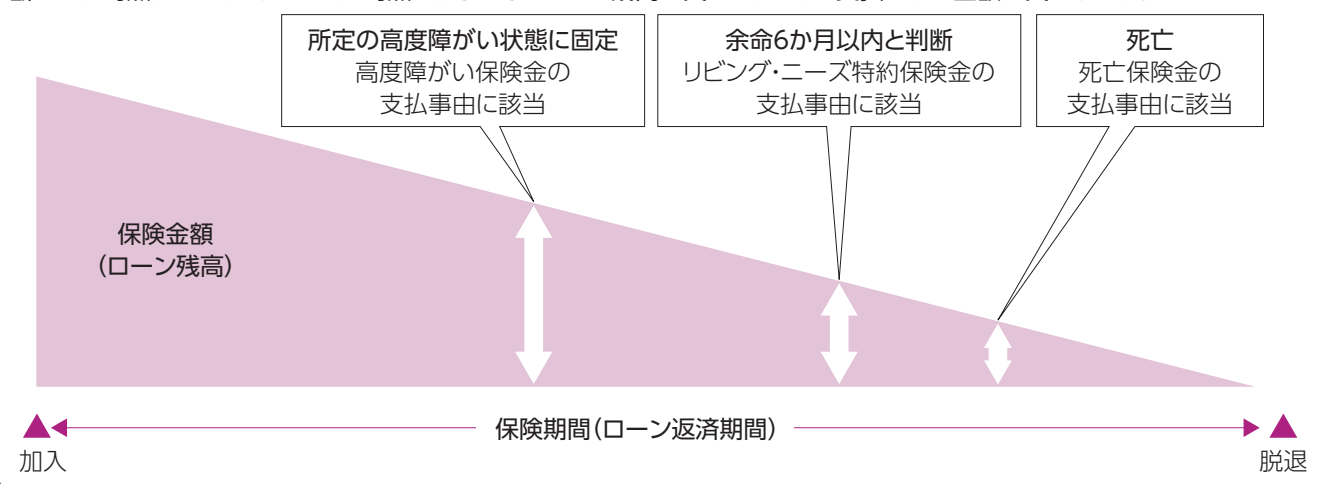 所定の高度障がい状態に固定
高度障がい保険金の
支払事由に該当
余命6か月以内と判断
リビング・ニーズ特約保険金の
支払事由に該当
死亡
死亡保険金の
支払事由に該当
保険金額
(ローン残高)
保険期間(ローン返済期間)
加入
脱退